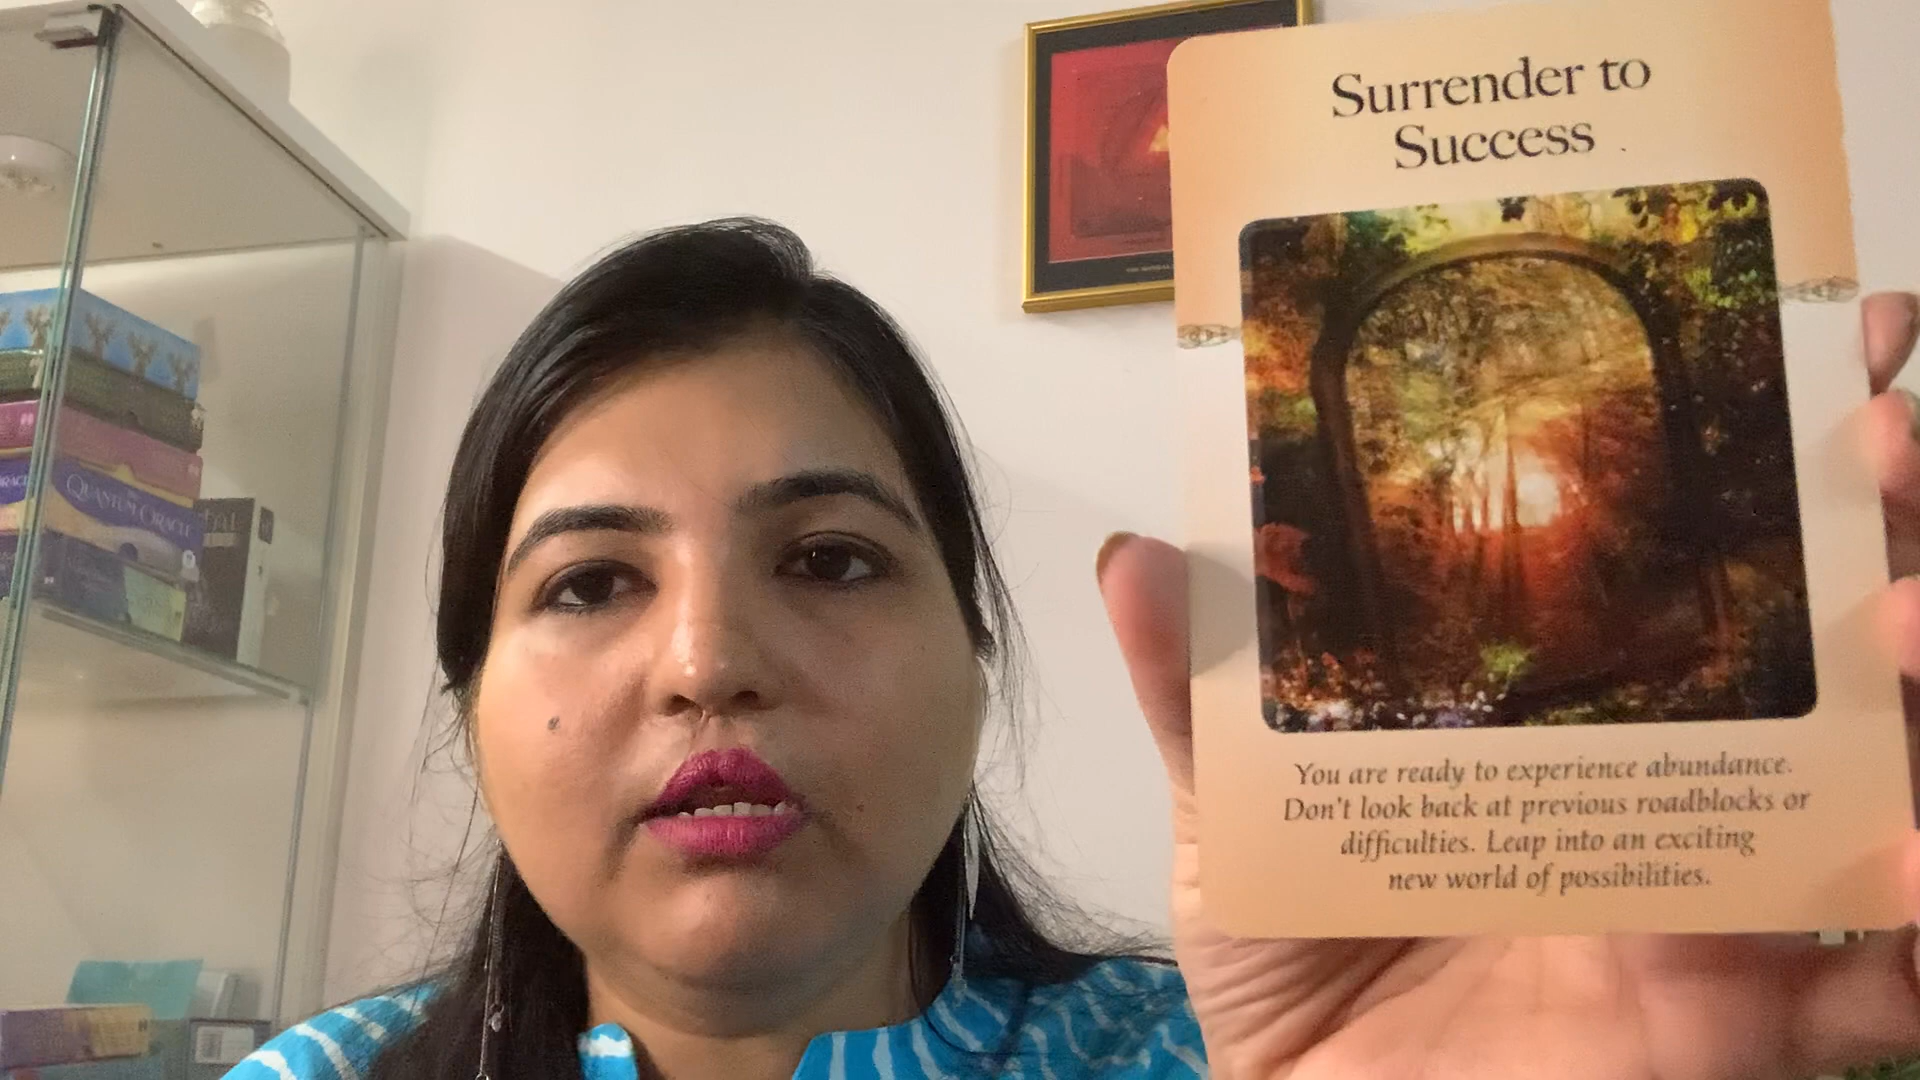 Surrender to
Success
You are ready to experience abundance.
Don't look back at previous roadblocks or
difficulties. Leap into an exciting
new world of possibilities.
QUANTUM ORACLE